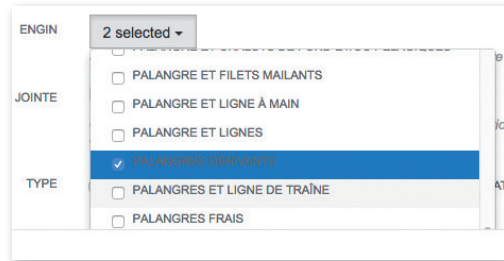 ENGIN
2 selected
PALANGRE ET FILETS MAILANTS
JOINTE
PALANGRE ET LIGNE À MAIN
PALANGRE ET LIGNES
PALANGRES DERIVANTS
TYPE
PALANGRES ET LIGNE DE TRAÎNE
PALANGRES FRAIS